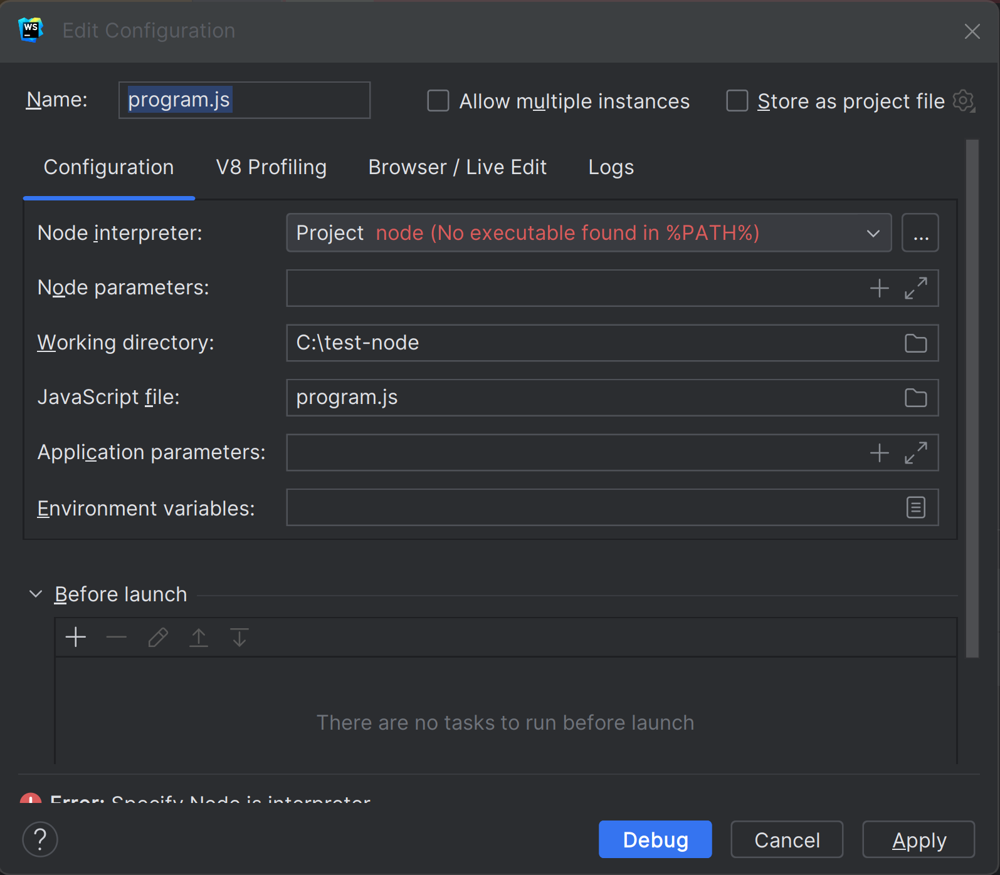 WS
Edit Configuration
Name: program.js Allow multiple instances Store as project file
Configuration V8 Profiling Browser / Live Edit Logs
Node interpreter: Project node (No executable found in %PATH%) ...
Node parameters:
Working directory: C:\test-node
JavaScript file: program.js
Application parameters:
Environment variables:
Before launch
There are no tasks to run before launch
Error: Specify Node.js interpreter
? Debug Cancel Apply